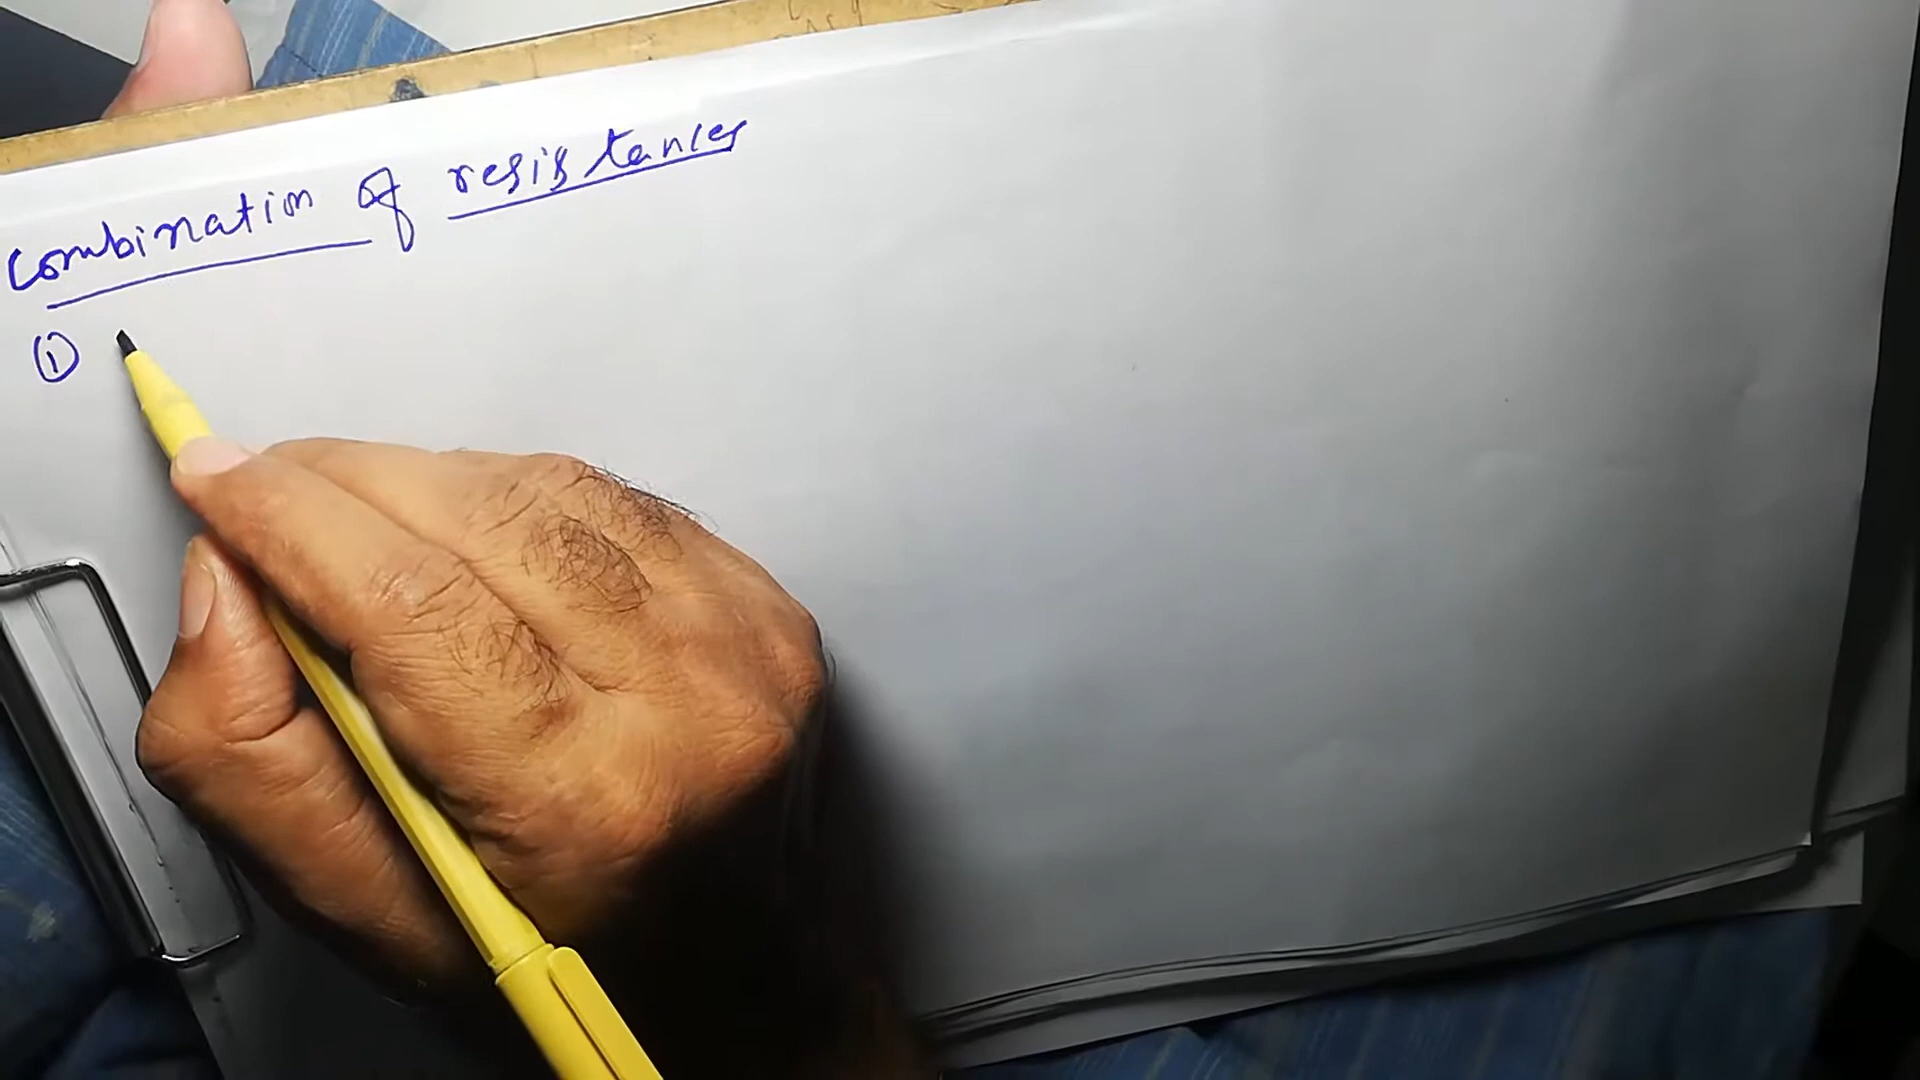 Combination of resistances
①